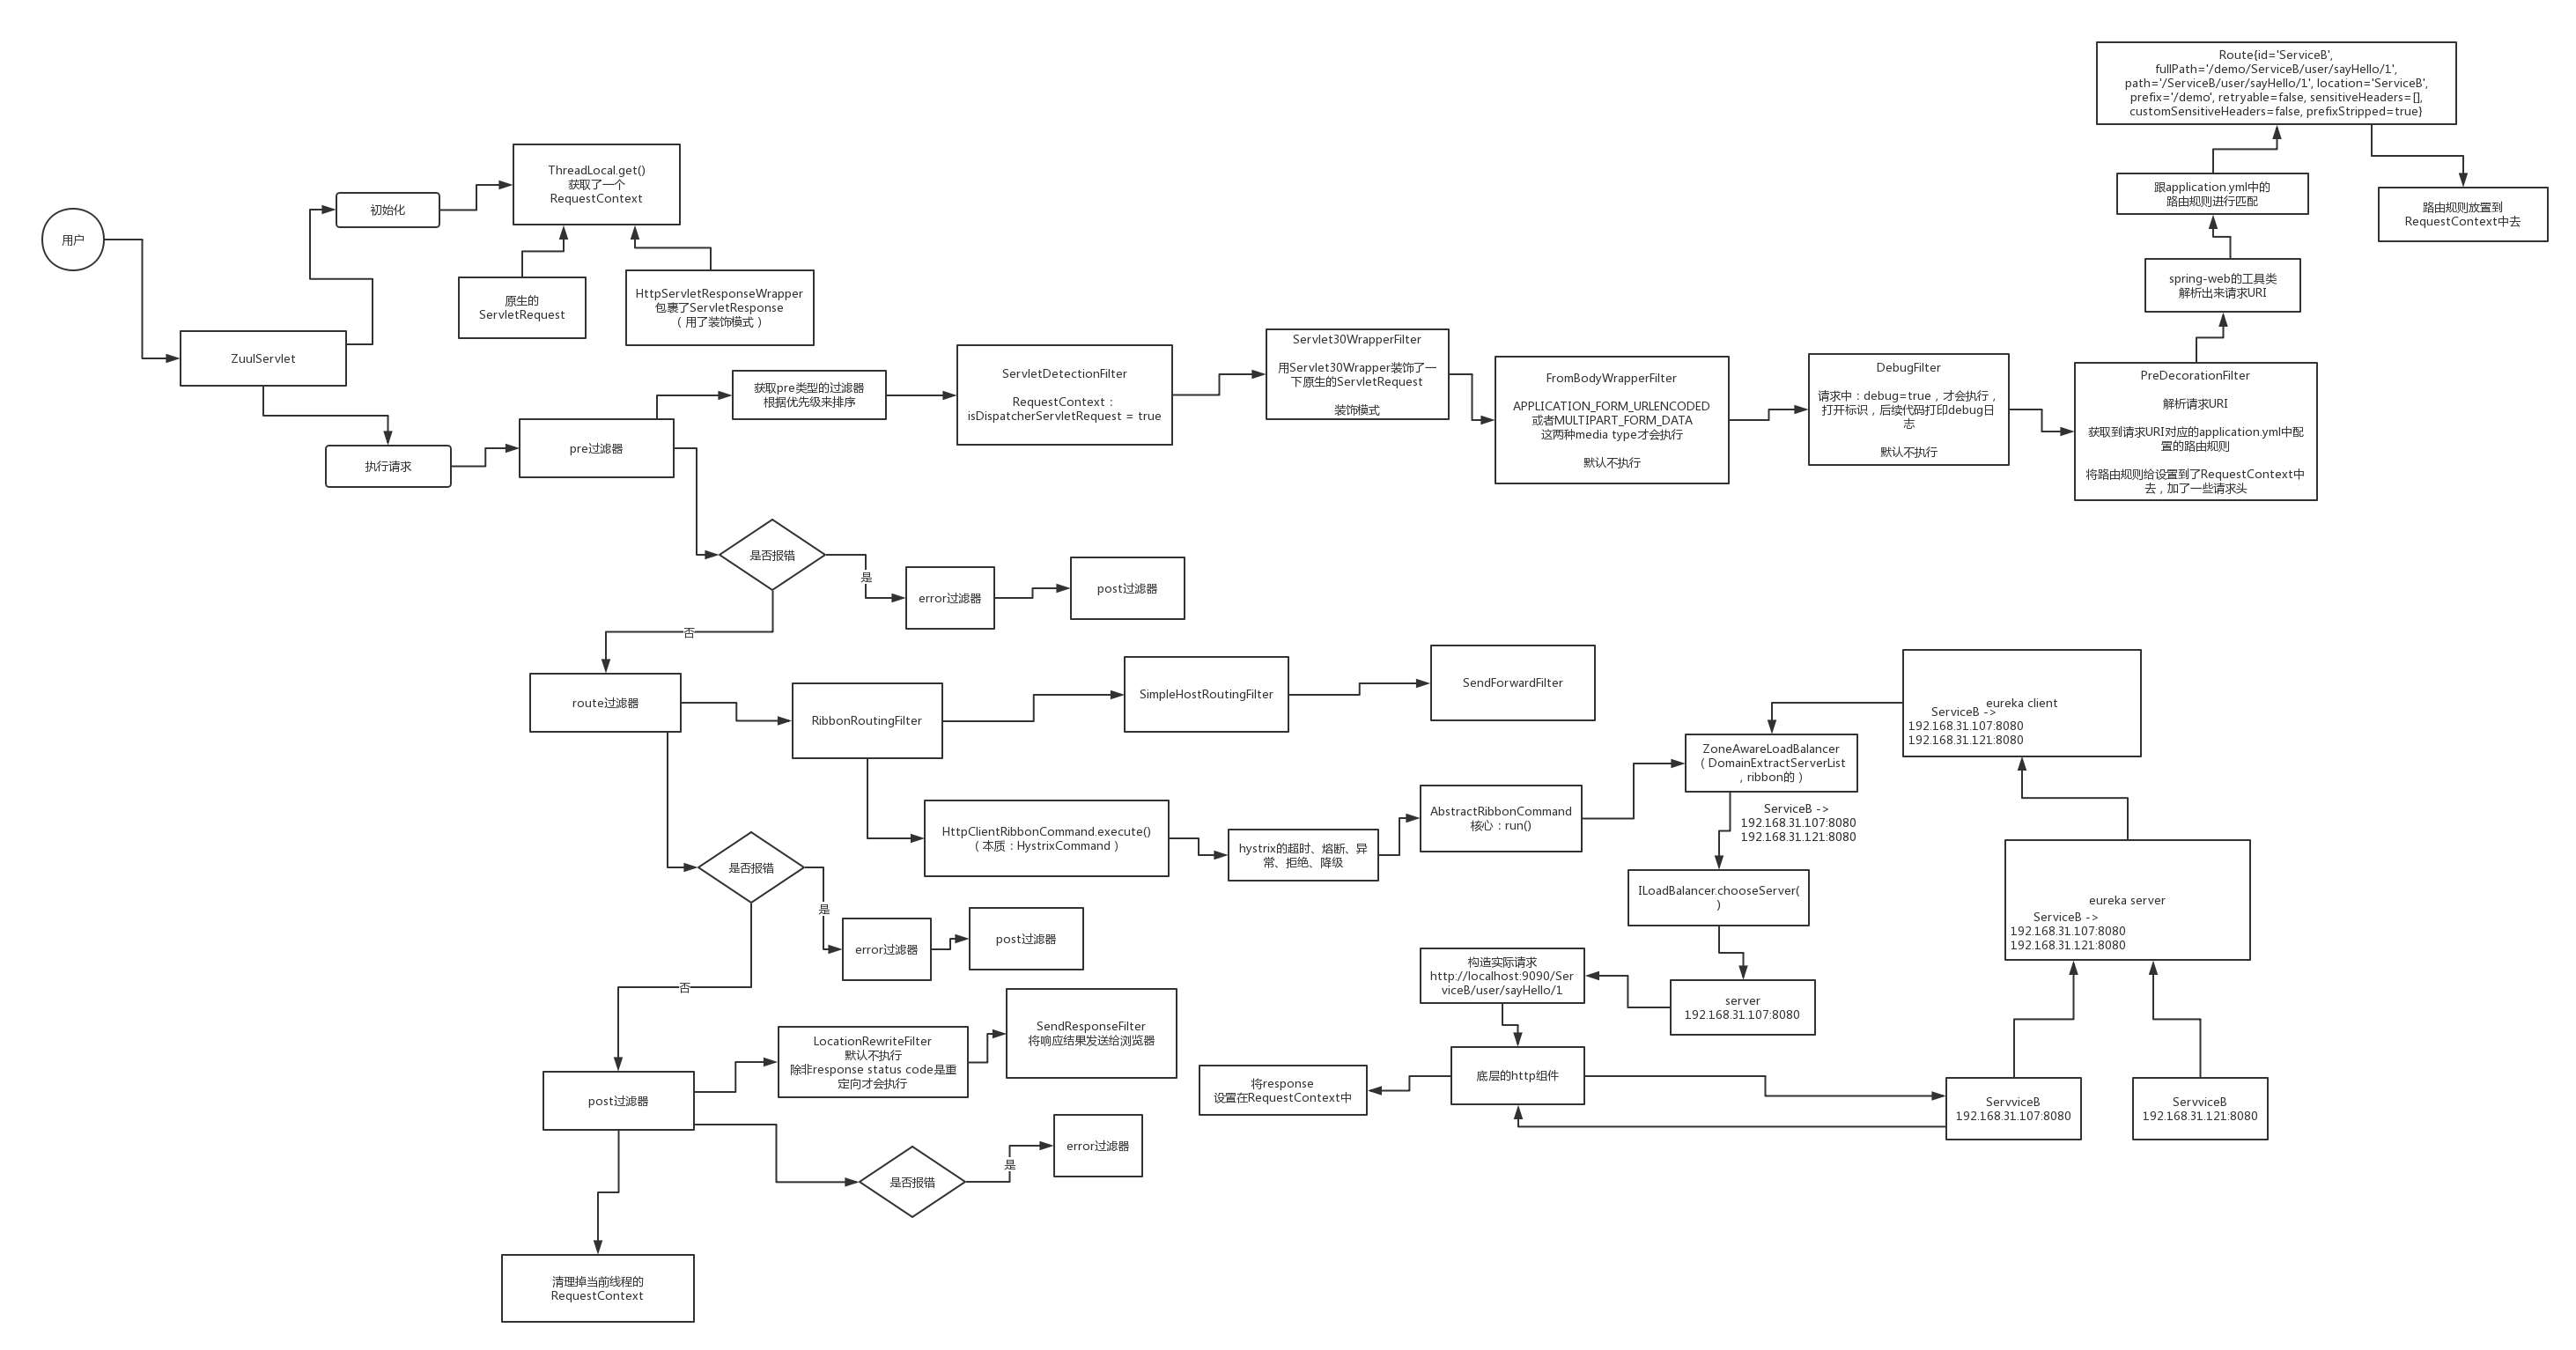 Route{id='ServiceB',
fullPath='/demo/ServiceB/user/sayHello/1',
path='/ServiceB/user/sayHello/1', location='ServiceB',
prefix='/demo', retryable=false, sensitiveHeaders=[],
customSensitiveHeaders=false, prefixStripped=true}
跟application.yml中的
路由规则进行匹配
路由规则放置到
RequestContext中去
spring-web的工具类
解析出来请求URI
ThreadLocal.get()
获取了一个
RequestContext
初始化
用户
原生的
ServletRequest
HttpServletResponseWrapper
包裹了ServletResponse
（用了装饰模式）
ZuulServlet
获取pre类型的过滤器
根据优先级来排序
ServletDetectionFilter
RequestContext：
isDispatcherServletRequest = true
Servlet30WrapperFilter
用Servlet30Wrapper装饰了一
下原生的ServletRequest
装饰模式
FromBodyWrapperFilter
APPLICATION_FORM_URLENCODED
或者MULTIPART_FORM_DATA
这两种media type才会执行
默认不执行
DebugFilter
请求中：debug=true，才会执行，
打开标识，后续代码打印debug日
志
默认不执行
PreDecorationFilter
解析请求URI
获取到请求URI对应的application.yml中配
置的路由规则
将路由规则给设置到了RequestContext中
去，加了一些请求头
执行请求
pre过滤器
是否报错
是
error过滤器
post过滤器
否
route过滤器
RibbonRoutingFilter
SimpleHostRoutingFilter
SendForwardFilter
eureka client
ServiceB ->
192.168.31.107:8080
192.168.31.121:8080
ZoneAwareLoadBalancer
（DomainExtractServerList
，ribbon的）
ServiceB ->
192.168.31.107:8080
192.168.31.121:8080
HttpClientRibbonCommand.execute()
（本质：HystrixCommand）
hystrix的超时、熔断、异
常、拒绝、降级
AbstractRibbonCommand
核心：run()
ILoadBalancer.chooseServer(
)
eureka server
ServiceB ->
192.168.31.107:8080
192.168.31.121:8080
是否报错
是
error过滤器
post过滤器
否
构造实际请求
http://localhost:9090/Ser
viceB/user/sayHello/1
server
192.168.31.107:8080
LocationRewriteFilter
默认不执行
除非response status code是重
定向才会执行
SendResponseFilter
将响应结果发送给浏览器
post过滤器
将response
设置在RequestContext中
底层的http组件
ServviceB
192.168.31.107:8080
ServviceB
192.168.31.121:8080
是否报错
是
error过滤器
清理掉当前线程的
RequestContext